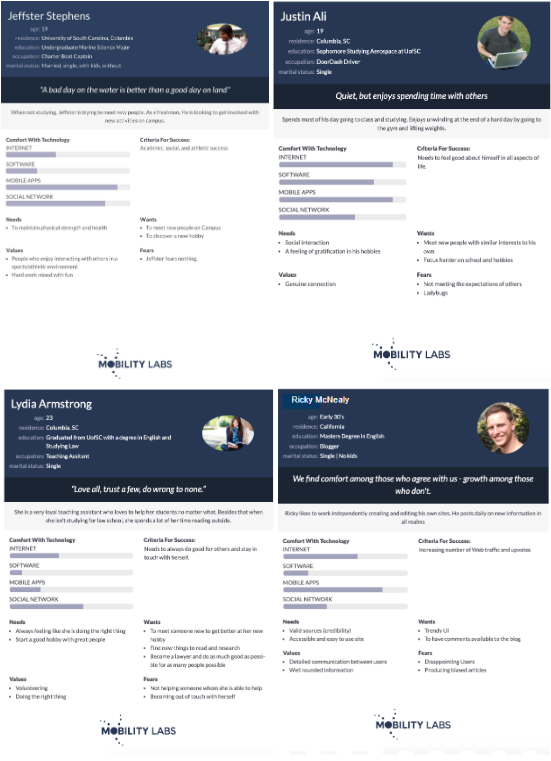 Jeffster Stephens
age: 19
residence: University of South Carolina, Columbia
education: Undergraduate Marine Science Major
occupation: Charter Boat Captain
marital status: Married, single, with kids, without
"A bad day on the water is better than a good day on land"
When not studying, Jeffster is trying to meet new people. As a freshman, He is looking to get involved with
new activities on campus.
Comfort With Technology
INTERNET
SOFTWARE
MOBILE APPS
SOCIAL NETWORK
Criteria For Success:
Academic, social, and athletic success
Needs
• To maintain physical strength and health
Wants
• To meet new people on Campus
• To discover a new hobby
Values
• People who enjoy interacting with others in a
sports/athletic environment
• Hard work mixed with fun
Fears
• Jeffster fears nothing.
MOBILITY LABS
Justin Ali
age: 19
residence: Columbia, SC
education: Sophomore Studying Aerospace at UofSC
occupation: DoorDash Driver
marital status: Single
Quiet, but enjoys spending time with others
Spends most of his day going to class and studying. Enjoys unwinding at the end of a hard day by going to
the gym and lifting weights.
Comfort With Technology
INTERNET
SOFTWARE
MOBILE APPS
SOCIAL NETWORK
Criteria For Success:
Needs to feel good about himself in all aspects of
life.
Needs
• Social interaction
• A feeling of gratification in his hobbies
Wants
• Meet new people with similar interests to his
own
• Focus harder on school and hobbies
Values
• Genuine connection
Fears
• Not meeting the expectations of others
• Ladybugs
MOBILITY LABS
Lydia Armstrong
age: 23
residence: Columbia, SC
education: Graduated from UofSC with a degree in English and
Studying Law
occupation: Teaching Assitant
marital status: Single
"Love all, trust a few, do wrong to none."
She is a very loyal teaching assistant who loves to help her students no matter what. Besides that when
she isn't studying for law school, she spends a lot of her time reading outside.
Comfort With Technology
INTERNET
SOFTWARE
MOBILE APPS
SOCIAL NETWORK
Criteria For Success:
Needs to always do good for others and stay in
touch with herself.
Needs
• Always feeling like she is doing the right thing
• Start a good hobby with great people
Wants
• To meet someone new to get better at her new
hobby
• Find new things to read and research
• Become a lawyer and do as much good as possi-
ble for as many people possible
Values
• Volunteering
• Doing the right thing
Fears
• Not helping someone whom she is able to help
• Becoming out of touch with herself
MOBILITY LABS
Ricky McNealy
age: Early 30's
residence: California
education: Masters Degree in English
occupation: Blogger
marital status: Single | No kids
We find comfort among those who agree with us - growth among those
who don't.
Ricky likes to work independently creating and editing his own sites. He posts daily on new information in
all realms
Comfort With Technology
INTERNET
SOFTWARE
MOBILE APPS
SOCIAL NETWORK
Criteria For Success:
Increasing number of Web traffic and upvotes
Needs
• Valid sources (credibility)
• Accessible and easy to use site
Wants
• Trendy UI
• To have comments available to the blog
Values
• Detailed communication between users
• Well rounded information
Fears
• Disappointing Users
• Producing biased articles
MOBILITY LABS